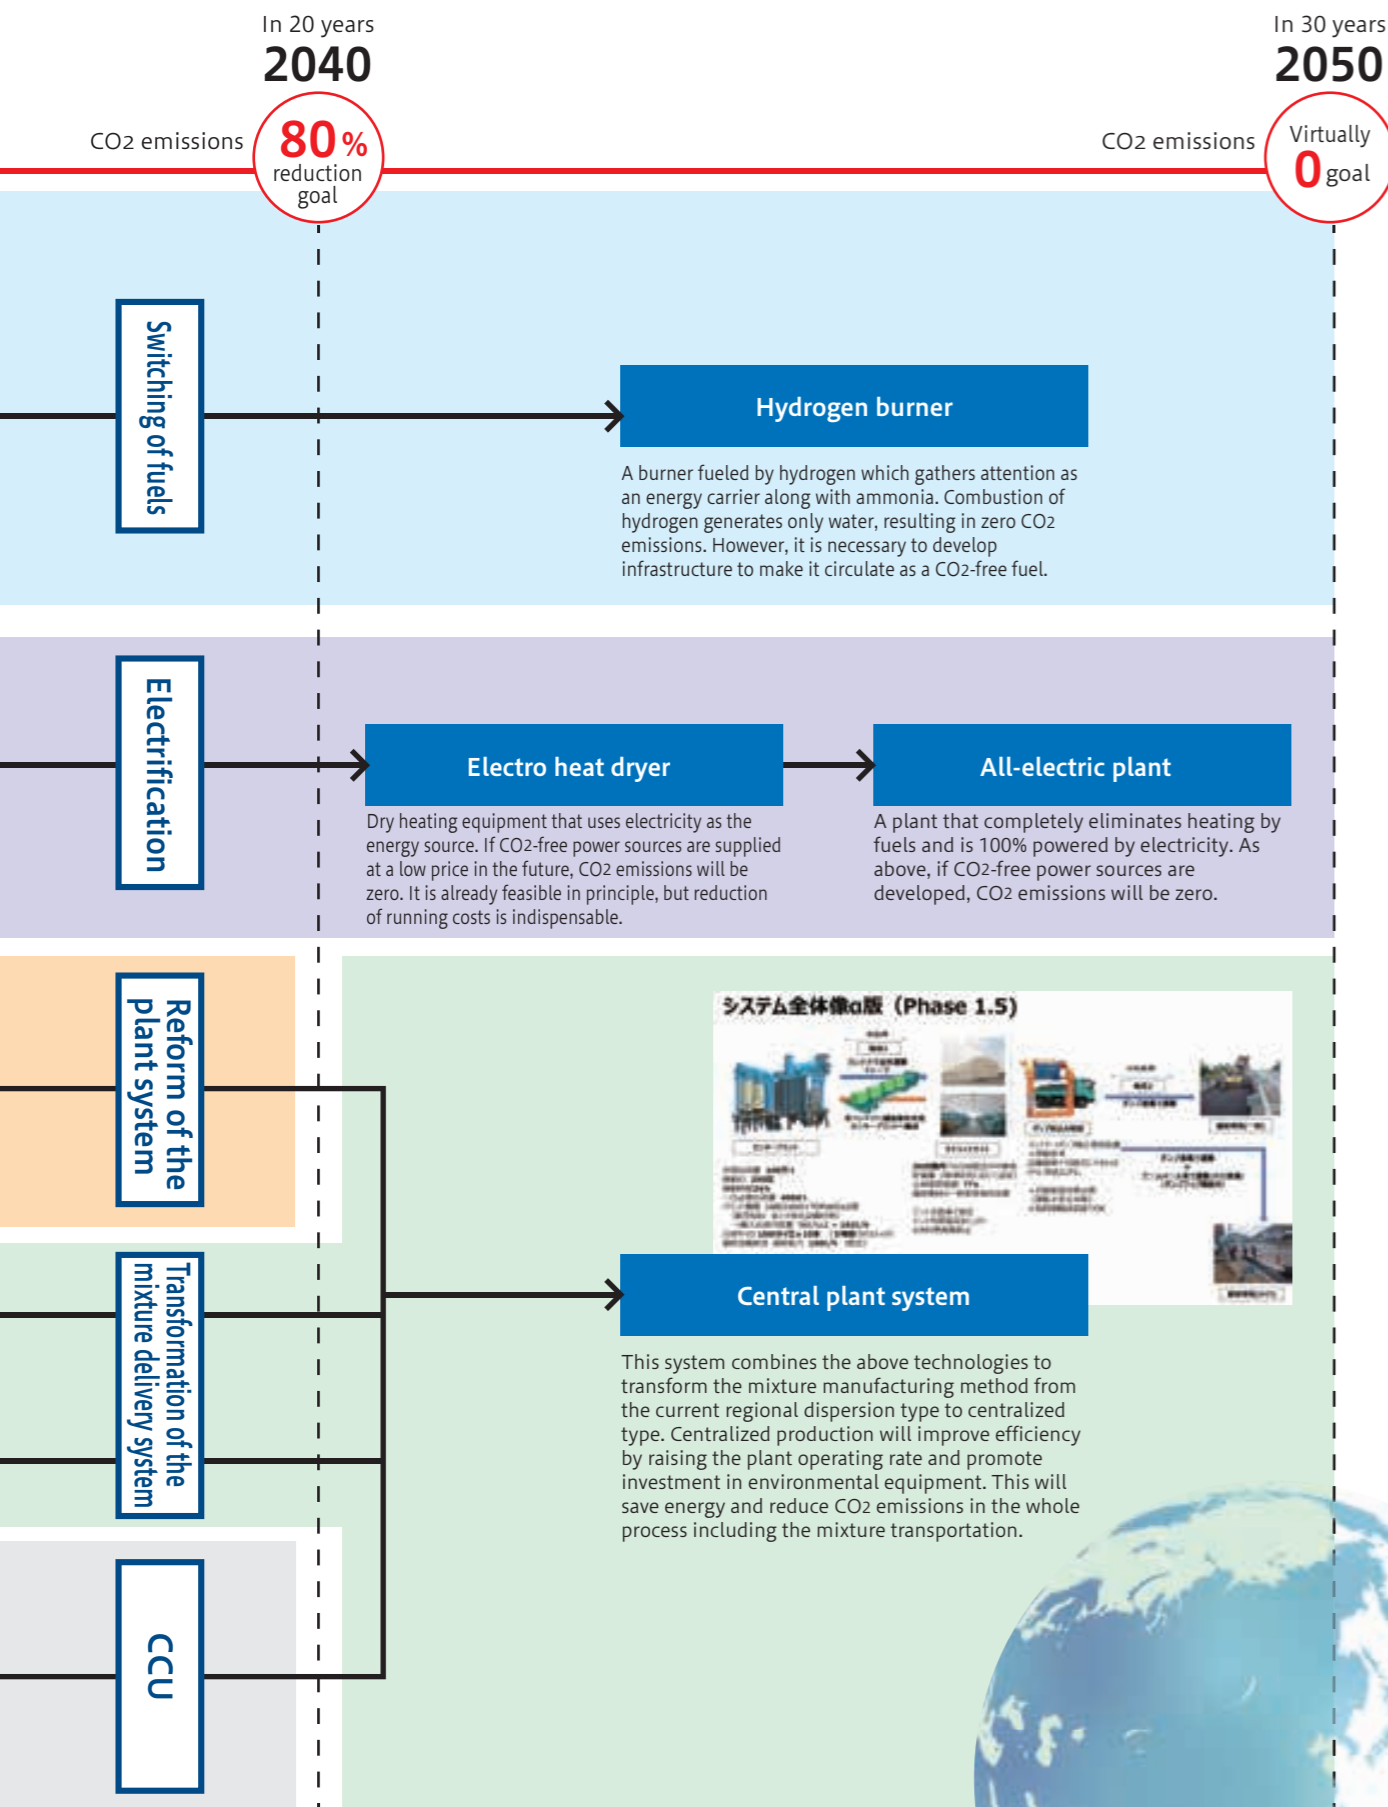 In 20 years
2040
In 30 years
2050
CO2 emissions
80%
reduction
goal
CO2 emissions
Virtually
0 goal
Switching of fuels
Hydrogen burner
A burner fueled by hydrogen which gathers attention as
an energy carrier along with ammonia. Combustion of
hydrogen generates only water, resulting in zero CO2
emissions. However, it is necessary to develop
infrastructure to make it circulate as a CO2-free fuel.
Electrification
Electro heat dryer
Dry heating equipment that uses electricity as the
energy source. If CO2-free power sources are supplied
at a low price in the future, CO2 emissions will be
zero. It is already feasible in principle, but reduction
of running costs is indispensable.
All-electric plant
A plant that completely eliminates heating by
fuels and is 100% powered by electricity. As
above, if CO2-free power sources are
developed, CO2 emissions will be zero.
Reform of the
plant system
システム全体像α版 (Phase 1.5)
Transformation of the
mixture delivery system
Central plant system
This system combines the above technologies to
transform the mixture manufacturing method from
the current regional dispersion type to centralized
type. Centralized production will improve efficiency
by raising the plant operating rate and promote
investment in environmental equipment. This will
save energy and reduce CO2 emissions in the whole
process including the mixture transportation.
CCU